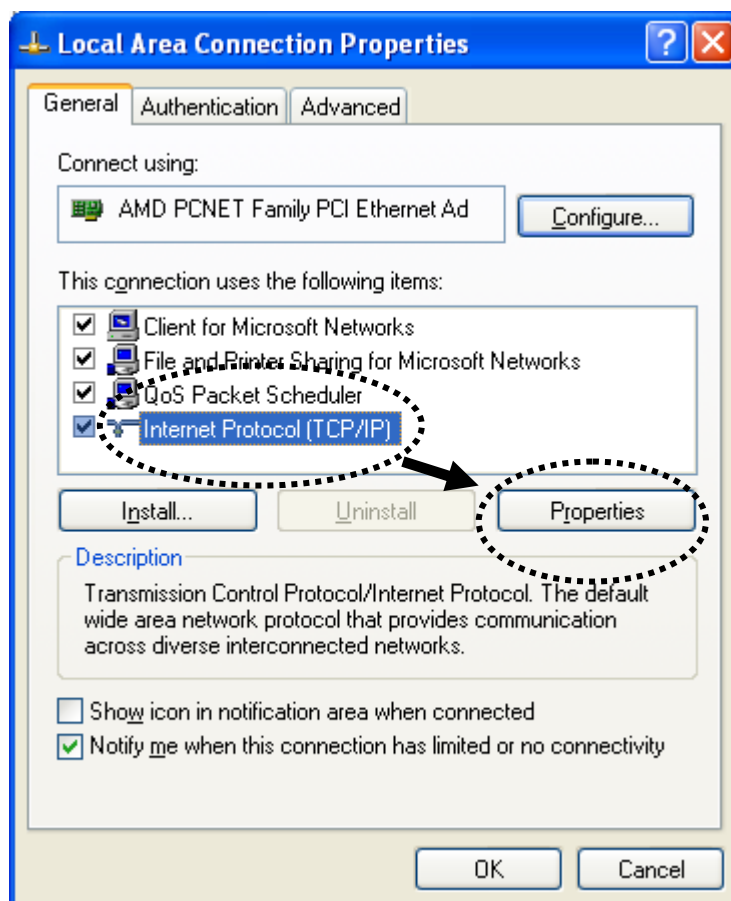 Local Area Connection Properties
General
Authentication
Advanced
Connect using:
AMD PCNET Family PCI Ethernet Ad
Configure...
This connection uses the following items:
Client for Microsoft Networks
File and Printer Sharing for Microsoft Networks
QoS Packet Scheduler
Internet Protocol (TCP/IP)
Install...
Uninstall
Properties
Description
Transmission Control Protocol/Internet Protocol. The default
wide area network protocol that provides communication
across diverse interconnected networks.
Show icon in notification area when connected
Notify me when this connection has limited or no connectivity
OK
Cancel